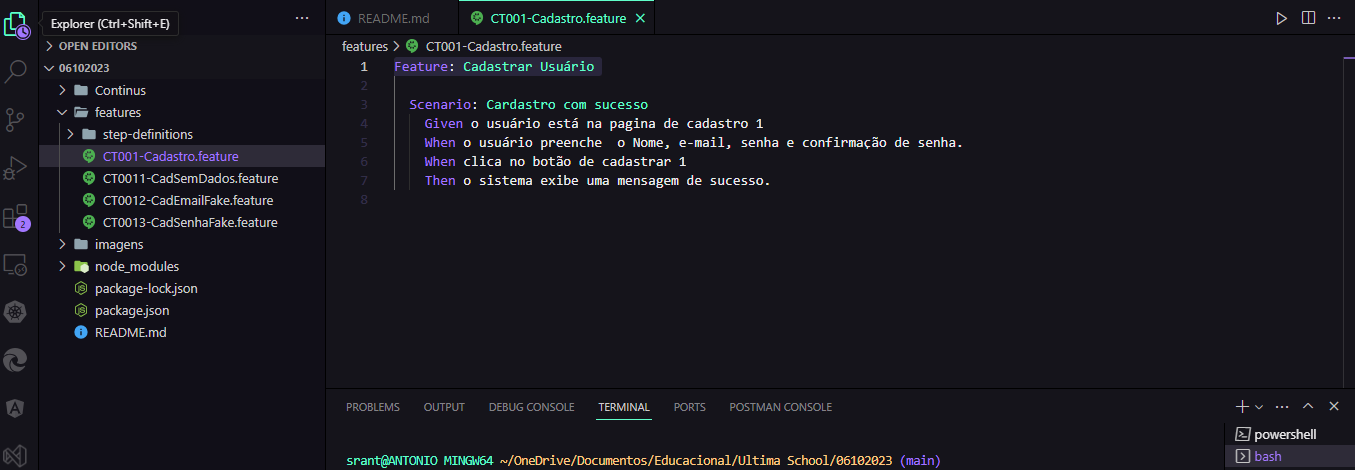 Explorer (Ctrl+Shift+E)
OPEN EDITORS
06102023
Continus
features
step-definitions
CT001-Cadastro.feature
CT0011-CadSemDados.feature
CT0012-CadEmailFake.feature
CT0013-CadSenhaFake.feature
imagens
node_modules
package-lock.json
package.json
README.md
2
README.md
CT001-Cadastro.feature
features > CT001-Cadastro.feature
1 Feature: Cadastrar Usuário
2
3 Scenario: Cardastro com sucesso
4 Given o usuário está na pagina de cadastro 1
5 When o usuário preenche  o Nome, e-mail, senha e confirmação de senha.
6 When clica no botão de cadastrar 1
7 Then o sistema exibe uma mensagem de sucesso.
8
PROBLEMS OUTPUT DEBUG CONSOLE TERMINAL PORTS POSTMAN CONSOLE
srant@ANTONIO MINGW64 ~/OneDrive/Documentos/Educacional/Ultima School/06102023 (main)
powershell
bash